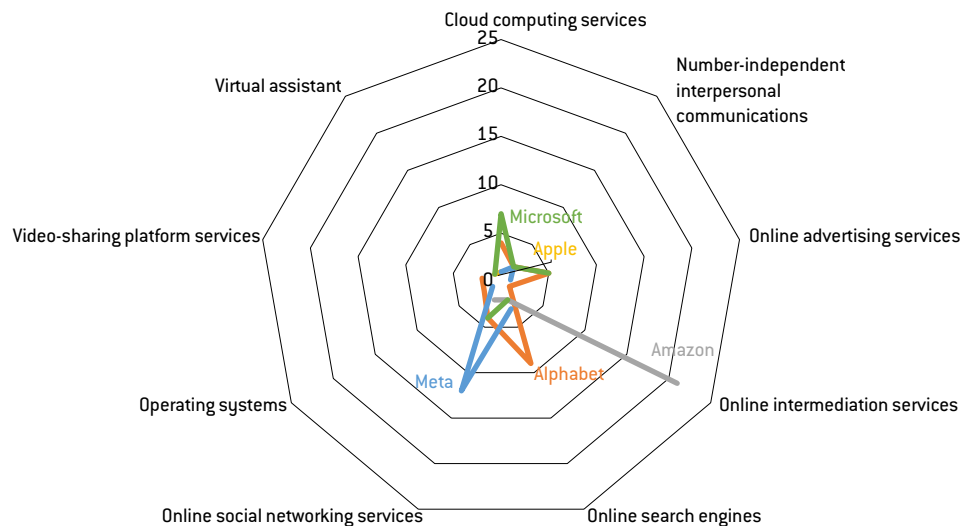 Cloud computing services
25
Number-independent
interpersonal
communications
Virtual assistant
20
15
10
Microsoft
5
Apple
Video-sharing platform services
Online advertising services
0
Amazon
Meta
Alphabet
Operating systems
Online intermediation services
Online social networking services
Online search engines